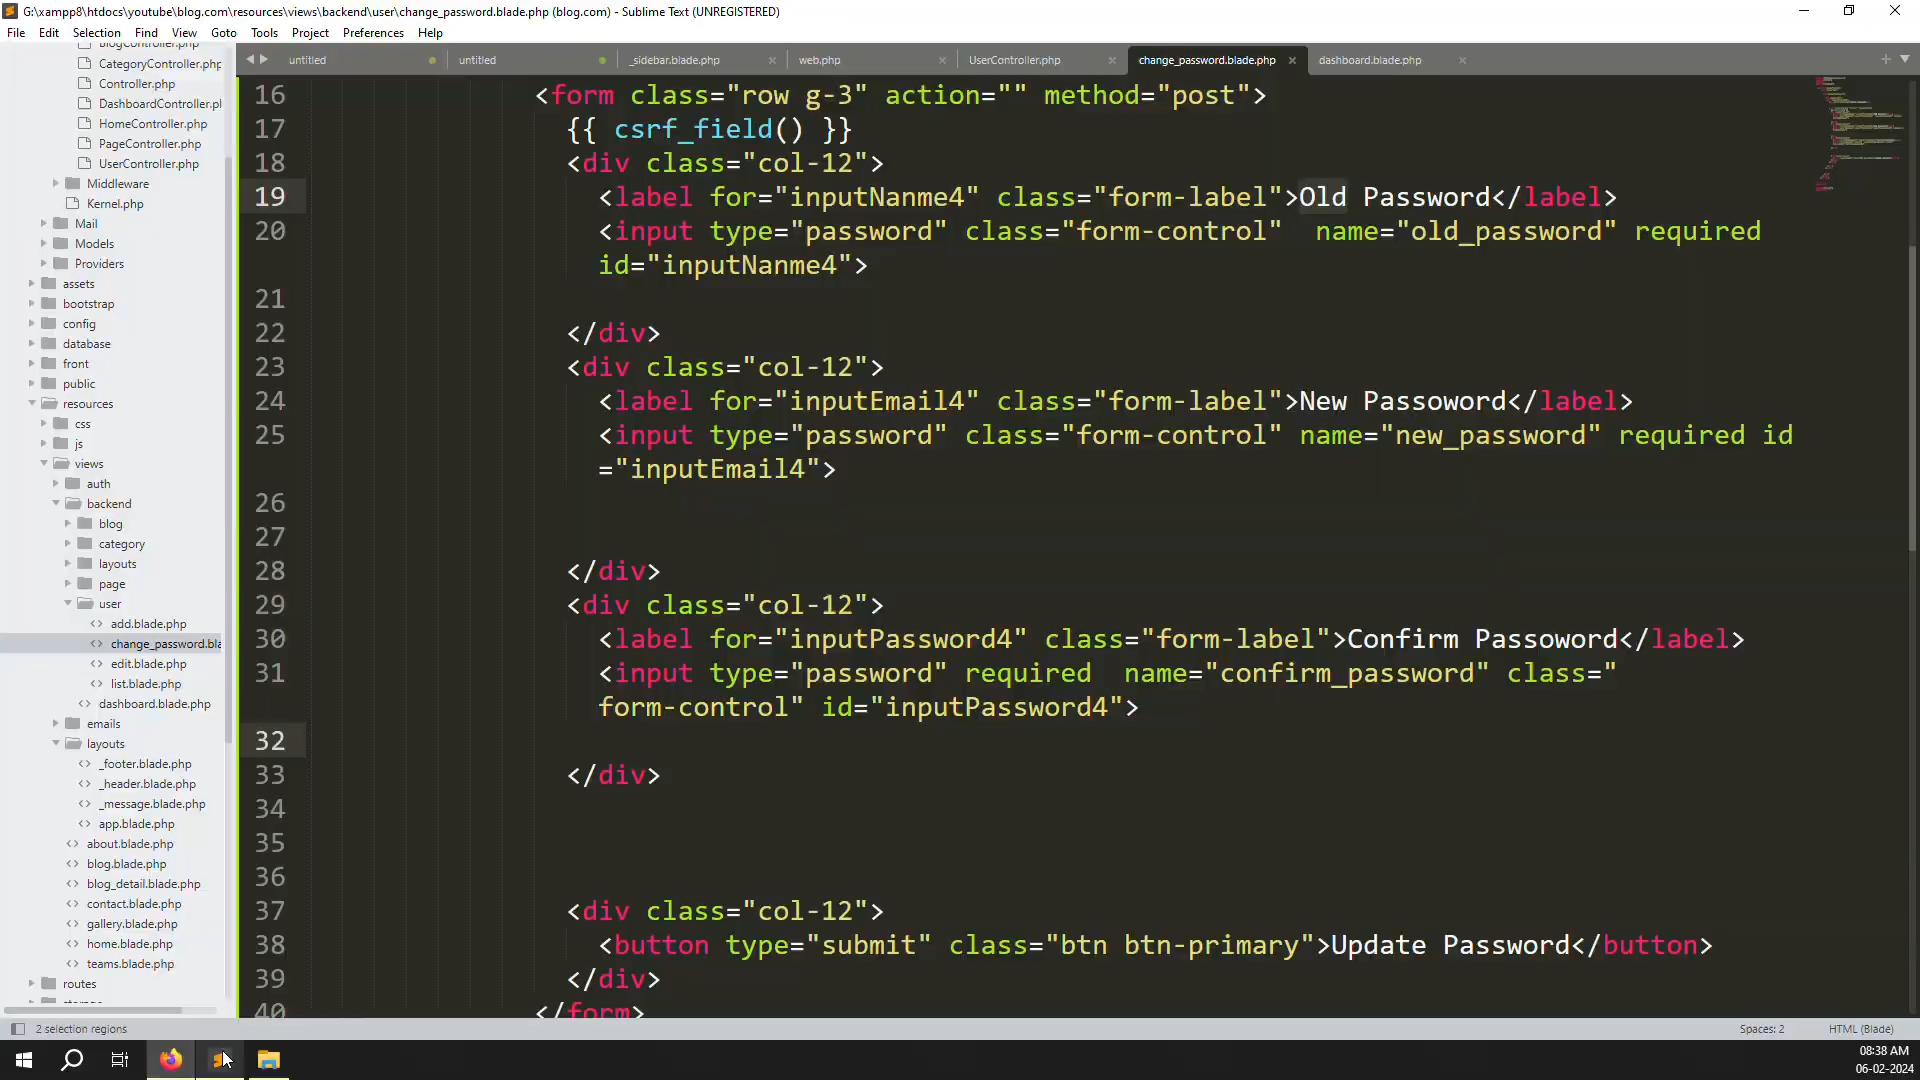 G:\xampp8\htdocs\youtube\blog.com\resources\views\backend\user\change_password.blade.php (blog.com) - Sublime Text (UNREGISTERED)
File Edit Selection Find View Goto Tools Project Preferences Help
untitled untitled _sidebar.blade.php web.php UserController.php change_password.blade.php dashboard.blade.php
BlogController.php
CategoryController.php
Controller.php
DashboardController.pl
HomeController.php
PageController.php
UserController.php
Middleware
Kernel.php
Mail
Models
Providers
assets
bootstrap
config
database
front
public
resources
css
js
views
auth
backend
blog
category
layouts
page
user
add.blade.php
change_password.bla
edit.blade.php
list.blade.php
dashboard.blade.php
emails
layouts
_footer.blade.php
_header.blade.php
_message.blade.php
app.blade.php
about.blade.php
blog.blade.php
blog_detail.blade.php
contact.blade.php
gallery.blade.php
home.blade.php
teams.blade.php
routes
16 <form class="row g-3" action="" method="post">
17 {{ csrf_field() }}
18 <div class="col-12">
19 <label for="inputNanme4" class="form-label">Old Password</label>
20 <input type="password" class="form-control"  name="old_password" required
id="inputNanme4">
21
22 </div>
23 <div class="col-12">
24 <label for="inputEmail4" class="form-label">New Passoword</label>
25 <input type="password" class="form-control" name="new_password" required id
="inputEmail4">
26
27
28 </div>
29 <div class="col-12">
30 <label for="inputPassword4" class="form-label">Confirm Passoword</label>
31 <input type="password" required  name="confirm_password" class="
form-control" id="inputPassword4">
32
33 </div>
34
35
36
37 <div class="col-12">
38 <button type="submit" class="btn btn-primary">Update Password</button>
39 </div>
40 </form>
2 selection regions Spaces: 2 HTML (Blade)
08:38 AM
06-02-2024